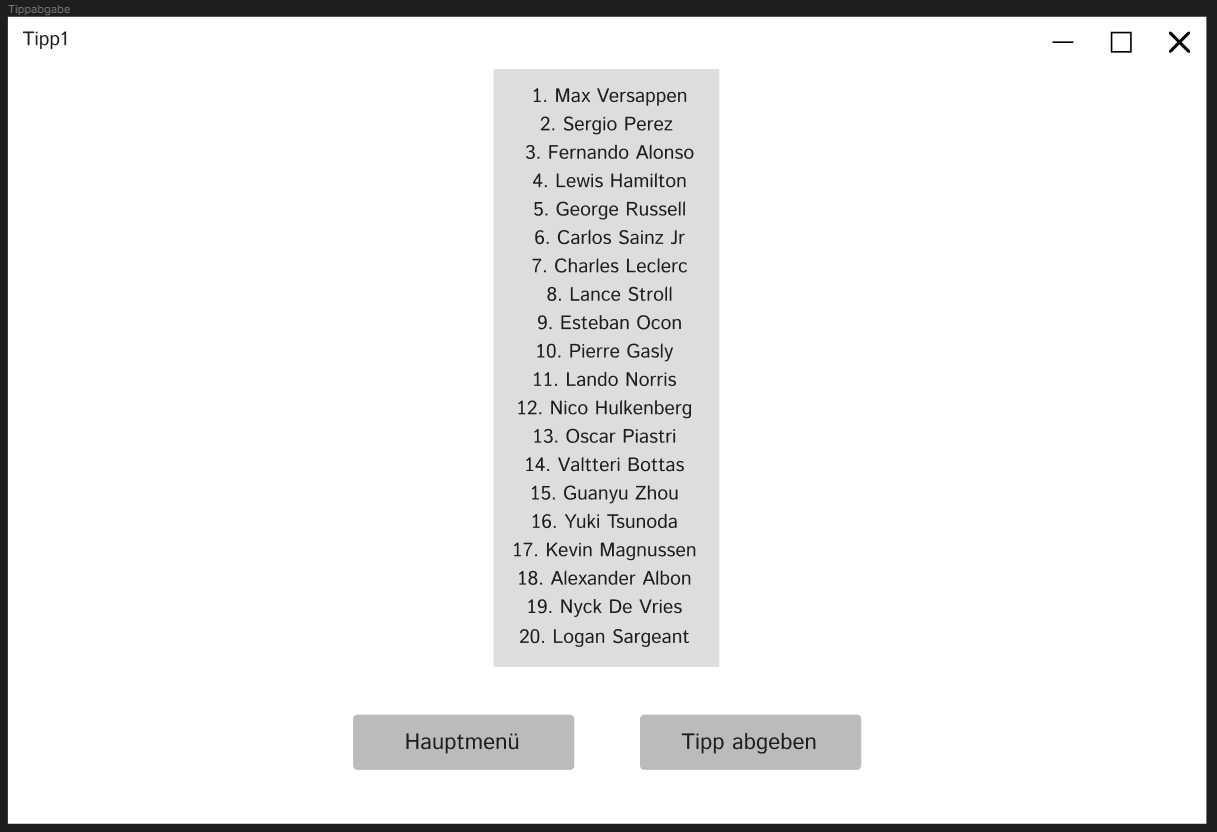 Tippabgabe
Tipp1
1. Max Versappen
2. Sergio Perez
3. Fernando Alonso
4. Lewis Hamilton
5. George Russell
6. Carlos Sainz Jr
7. Charles Leclerc
8. Lance Stroll
9. Esteban Ocon
10. Pierre Gasly
11. Lando Norris
12. Nico Hulkenberg
13. Oscar Piastri
14. Valtteri Bottas
15. Guanyu Zhou
16. Yuki Tsunoda
17. Kevin Magnussen
18. Alexander Albon
19. Nyck De Vries
20. Logan Sargeant
Hauptmenü
Tipp abgeben